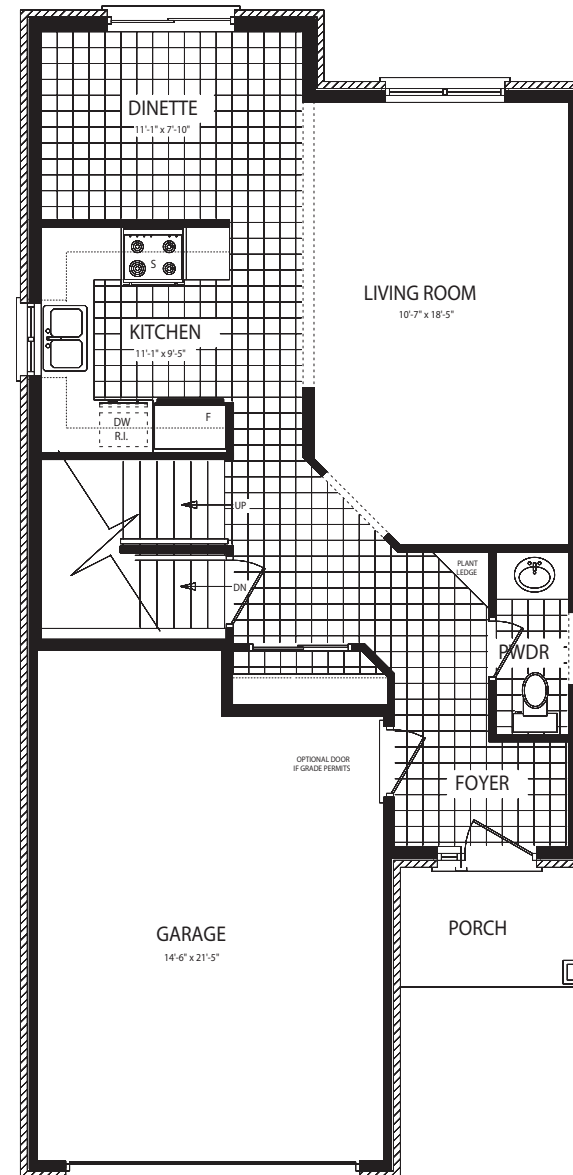 DINETTE
11'-1" x 7'-10"
S
LIVING ROOM
10'-7" x 18'-5"
KITCHEN
11'-1" x 9'-5"
DW
R.I.
F
UP
DN
PLANT
LEDGE
PWDR
OPTIONAL DOOR
IF GRADE PERMITS
FOYER
GARAGE
14'-6" x 21'-5"
PORCH